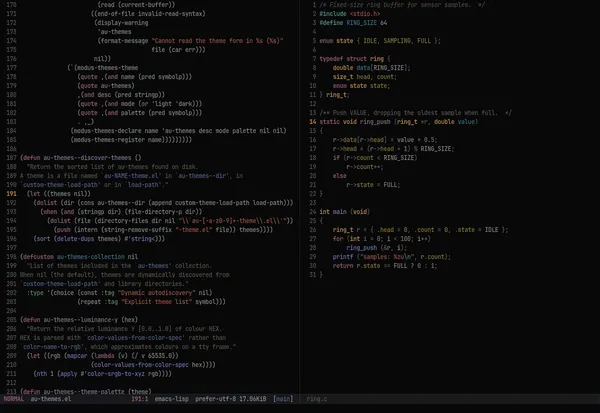 170 (read (current-buffer))
171 ((end-of-file invalid-read-syntax)
172 (display-warning
173 'au-themes
174 (format-message "Cannot read the theme form in %s (%s)"
175 file (car err)))
176 nil))
177 (`(modus-themes-theme
178 (quote ,(and name (pred symbolp)))
179 (quote au-themes)
180 ,(and desc (pred stringp))
181 (quote ,(and mode (or 'light 'dark)))
182 (quote ,(and palette (pred symbolp)))
183 . ,_)
184 (modus-themes-declare name 'au-themes desc mode palette nil nil)
185 (modus-themes-register name)))))))))
186
187 (defun au-themes--discover-themes ()
188 "Return the sorted list of au-themes found on disk.
189 A theme is a file named `au-NAME-theme.el' in `au-themes--dir', in
190 `custom-theme-load-path' or in `load-path'."
191 (let ((themes nil))
192 (dolist (dir (cons au-themes--dir (append custom-theme-load-path load-path)))
193 (when (and (stringp dir) (file-directory-p dir))
194 (dolist (file (directory-files dir nil "\\`au-[-a-z0-9]+-theme\\.el\\'"))
195 (push (intern (string-remove-suffix "-theme.el" file)) themes))))
196 (sort (delete-dups themes) #'string<)))
197
198 (defcustom au-themes-collection nil
199 "List of themes included in the `au-themes' collection.
200 When nil (the default), themes are dynamically discovered from
201 `custom-theme-load-path' and library directories."
202 :type '(choice (const :tag "Dynamic autodiscovery" nil)
203 (repeat :tag "Explicit theme list" symbol)))
204
205 (defun au-themes--luminance-y (hex)
206 "Return the relative luminance Y [0.0..1.0] of colour HEX.
207 HEX is parsed with `color-values-from-color-spec' rather than
208 `color-name-to-rgb', which approximates colours on a tty frame."
209 (let ((rgb (mapcar (lambda (v) (/ v 65535.0))
210 (color-values-from-color-spec hex))))
211 (nth 1 (apply #'color-srgb-to-xyz rgb))))
212
213 (defun au-themes--theme-palette (theme)
NORMAL au-themes.el 191:1 emacs-lisp prefer-utf-8 17.06KiB [main]
1 /* Fixed-size ring buffer for sensor samples. */
2 #include <stdio.h>
3 #define RING_SIZE 64
4
5 enum state { IDLE, SAMPLING, FULL };
6
7 typedef struct ring {
8 double data[RING_SIZE];
9 size_t head, count;
10 enum state state;
11 } ring_t;
12
13 /** Push VALUE, dropping the oldest sample when full. */
14 static void ring_push (ring_t *r, double value)
15 {
16 r->data[r->head] = value + 0.5;
17 r->head = (r->head + 1) % RING_SIZE;
18 if (r->count < RING_SIZE)
19 r->count++;
20 else
21 r->state = FULL;
22 }
23
24 int main (void)
25 {
26 ring_t r = { .head = 0, .count = 0, .state = IDLE };
27 for (int i = 0; i < 100; i++)
28 ring_push (&r, i);
29 printf ("samples: %zu\n", r.count);
30 return r.state == FULL ? 0 : 1;
31 }
ring.c